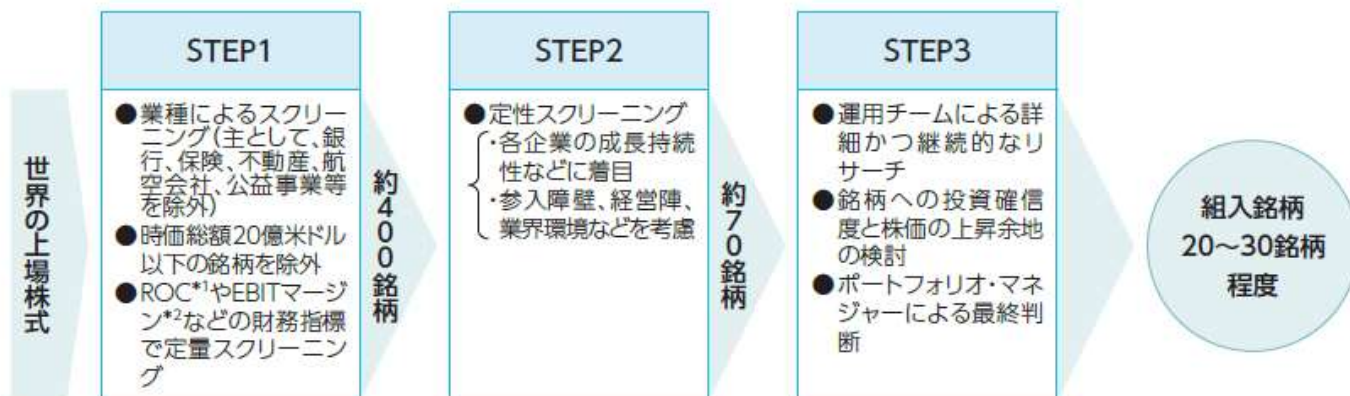 世界の上場株式
STEP1
●業種によるスクリー
ニング(主として、銀
行、保険、不動産、航
空会社、公益事業等
を除外)
●時価総額20億米ドル
以下の銘柄を除外
●ROC*1やEBITマージ
ン*2などの財務指標
で定量スクリーニン
グ
約400銘柄
STEP2
●定性スクリーニング
・各企業の成長持続
性などに着目
・参入障壁、経営陣、
業界環境などを考慮
約70銘柄
STEP3
●運用チームによる詳
細かつ継続的なリ
サーチ
●銘柄への投資確信
度と株価の上昇余地
の検討
●ポートフォリオ・マネ
ジャーによる最終判
断
組入銘柄
20～30銘柄
程度